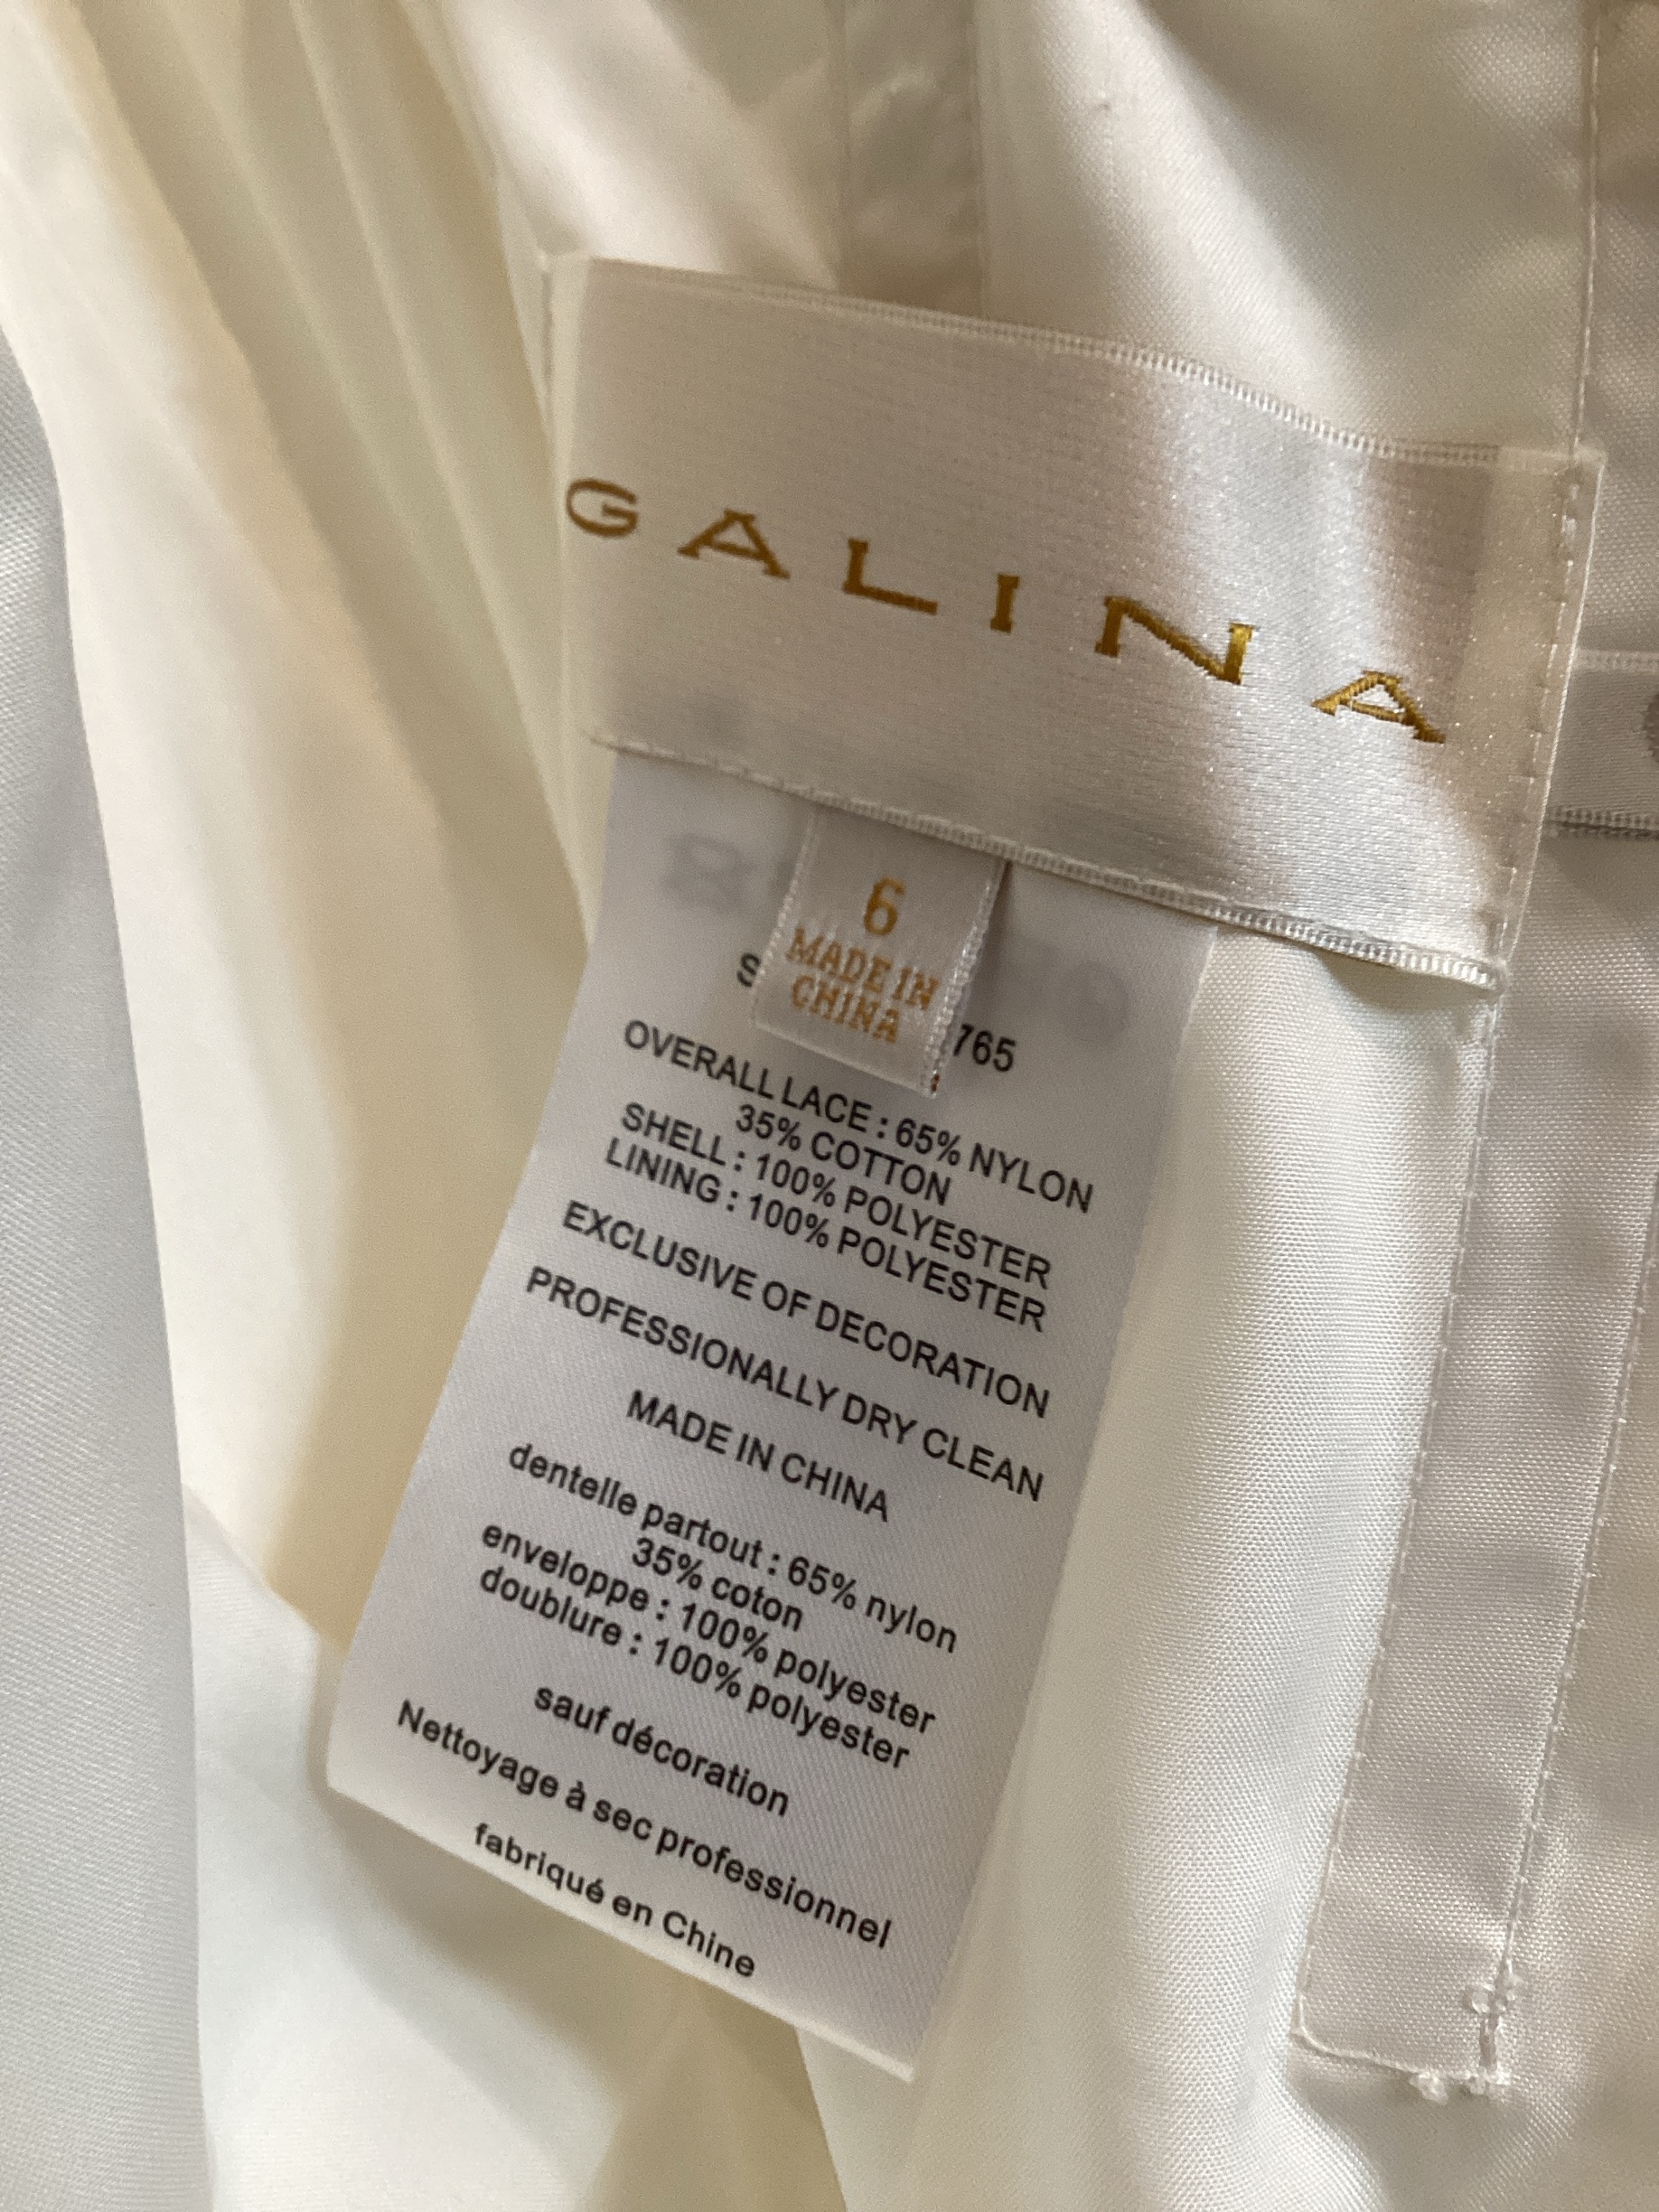 GALINA
6
MADE IN
CHINA
765
OVERALL LACE : 65% NYLON
35% COTTON
SHELL : 100% POLYESTER
LINING : 100% POLYESTER
EXCLUSIVE OF DECORATION
PROFESSIONALLY DRY CLEAN
MADE IN CHINA
dentelle partout : 65% nylon
35% coton
enveloppe : 100% polyester
doublure : 100% polyester
sauf décoration
Nettoyage à sec professionnel
fabriqué en Chine